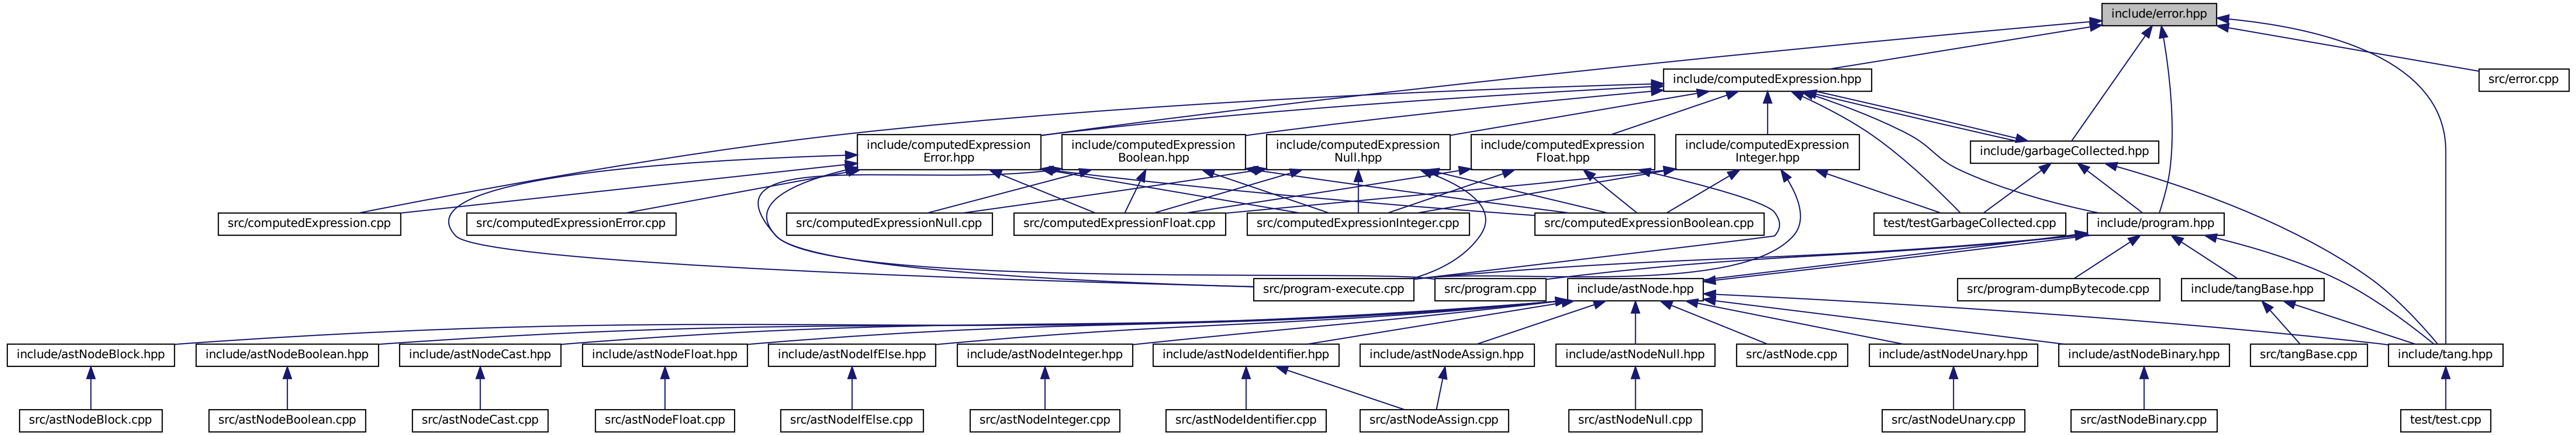 include/error.hpp
include/computedExpression.hpp
src/error.cpp
include/computedExpression
Error.hpp
include/computedExpression
Boolean.hpp
include/computedExpression
Null.hpp
include/computedExpression
Float.hpp
include/computedExpression
Integer.hpp
include/garbageCollected.hpp
src/computedExpression.cpp
src/computedExpressionError.cpp
src/computedExpressionNull.cpp
src/computedExpressionFloat.cpp
src/computedExpressionInteger.cpp
src/computedExpressionBoolean.cpp
test/testGarbageCollected.cpp
include/program.hpp
src/program-execute.cpp
src/program.cpp
include/astNode.hpp
src/program-dumpBytecode.cpp
include/tangBase.hpp
include/astNodeBlock.hpp
include/astNodeBoolean.hpp
include/astNodeCast.hpp
include/astNodeFloat.hpp
include/astNodeIfElse.hpp
include/astNodeInteger.hpp
include/astNodeIdentifier.hpp
include/astNodeAssign.hpp
include/astNodeNull.hpp
src/astNode.cpp
include/astNodeUnary.hpp
include/astNodeBinary.hpp
src/tangBase.cpp
include/tang.hpp
src/astNodeBlock.cpp
src/astNodeBoolean.cpp
src/astNodeCast.cpp
src/astNodeFloat.cpp
src/astNodeIfElse.cpp
src/astNodeInteger.cpp
src/astNodeIdentifier.cpp
src/astNodeAssign.cpp
src/astNodeNull.cpp
src/astNodeUnary.cpp
src/astNodeBinary.cpp
test/test.cpp